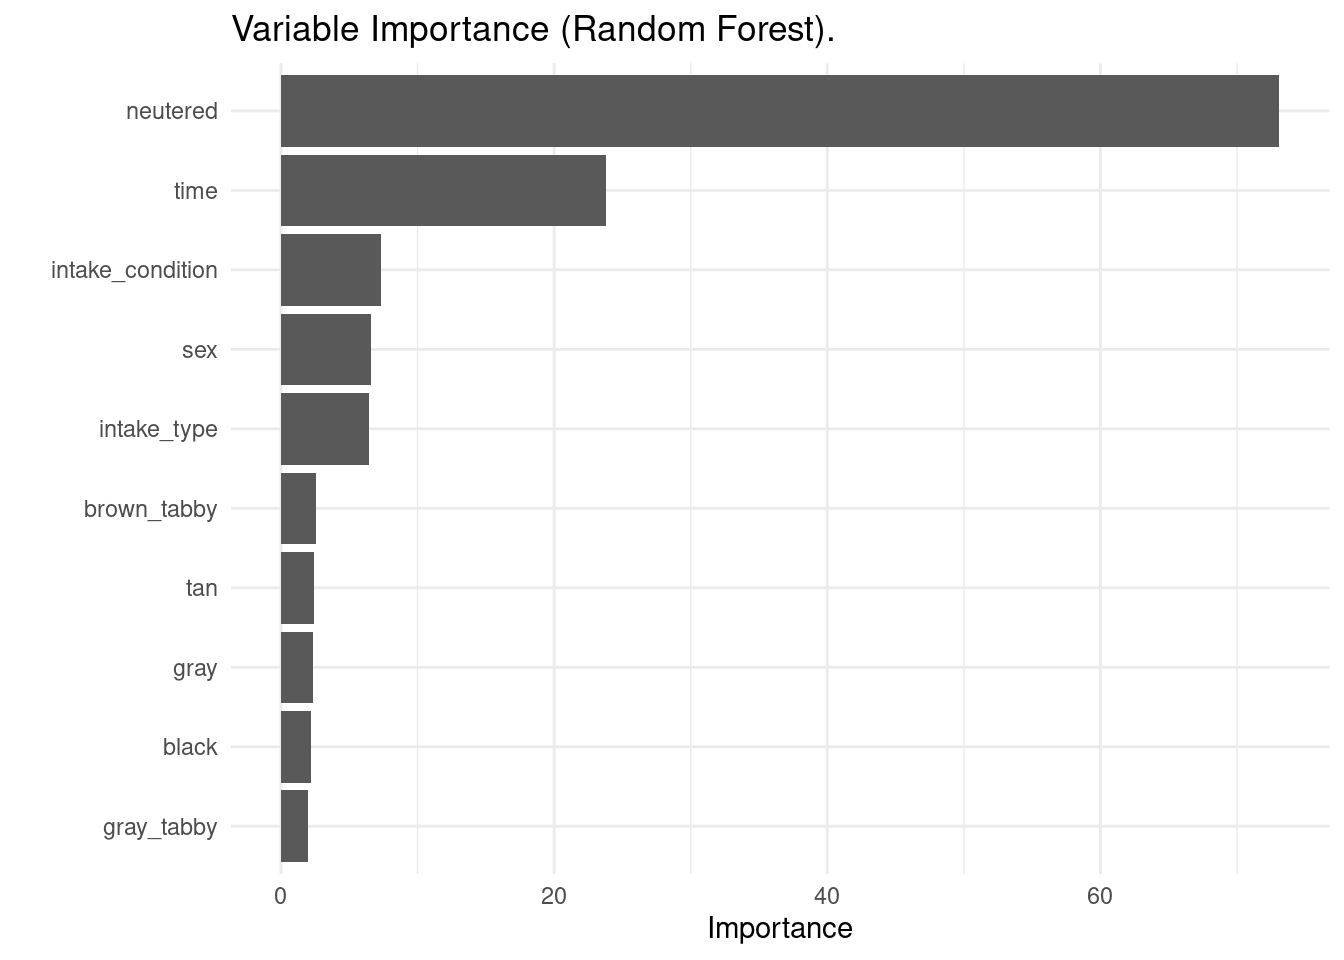 Variable Importance (Random Forest).
neutered
time
intake_condition
sex
intake_type
brown_tabby
tan
gray
black
gray_tabby
0 20 40 60
Importance